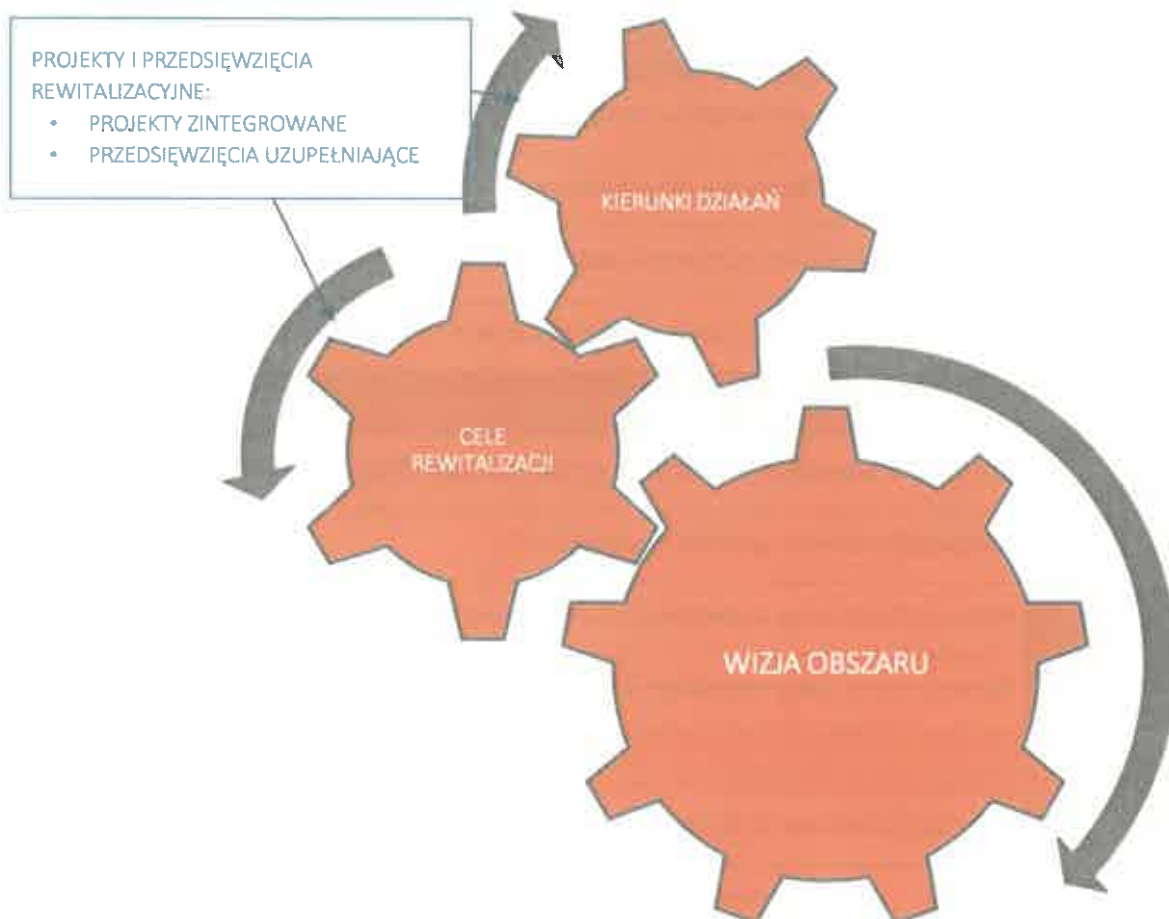 PROJEKTY I PRZEDSIĘWZIĘCIA
REWITALIZACYJNE:
• PROJEKTY ZINTEGROWANE
• PRZEDSIĘWZIĘCIA UZUPEŁNIAJĄCE
KIERUNKI DZIAŁAŃ
CELE
REWITALIZACJI
WIZJA OBSZARU